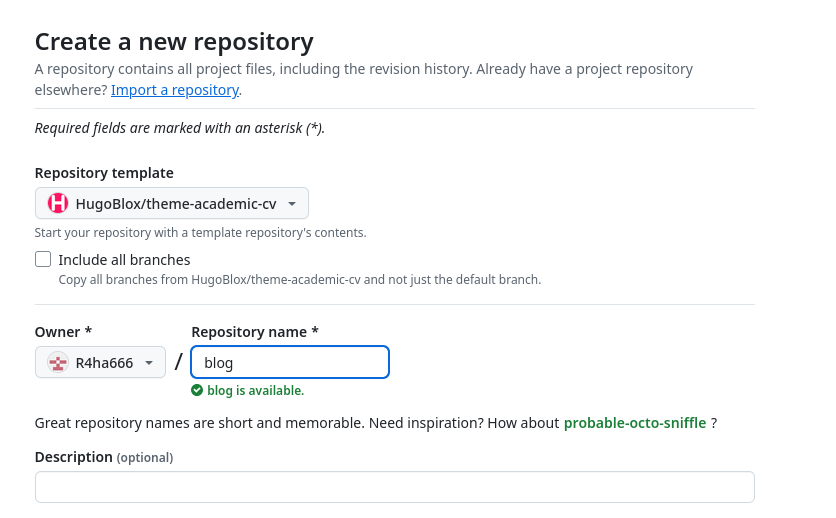 Create a new repository
A repository contains all project files, including the revision history. Already have a project repository
elsewhere? Import a repository.
Required fields are marked with an asterisk (*).
Repository template
HugoBlox/theme-academic-cv
Start your repository with a template repository's contents.
Include all branches
Copy all branches from HugoBlox/theme-academic-cv and not just the default branch.
Owner * Repository name *
R4ha666 / blog
blog is available.
Great repository names are short and memorable. Need inspiration? How about probable-octo-sniffle ?
Description (optional)